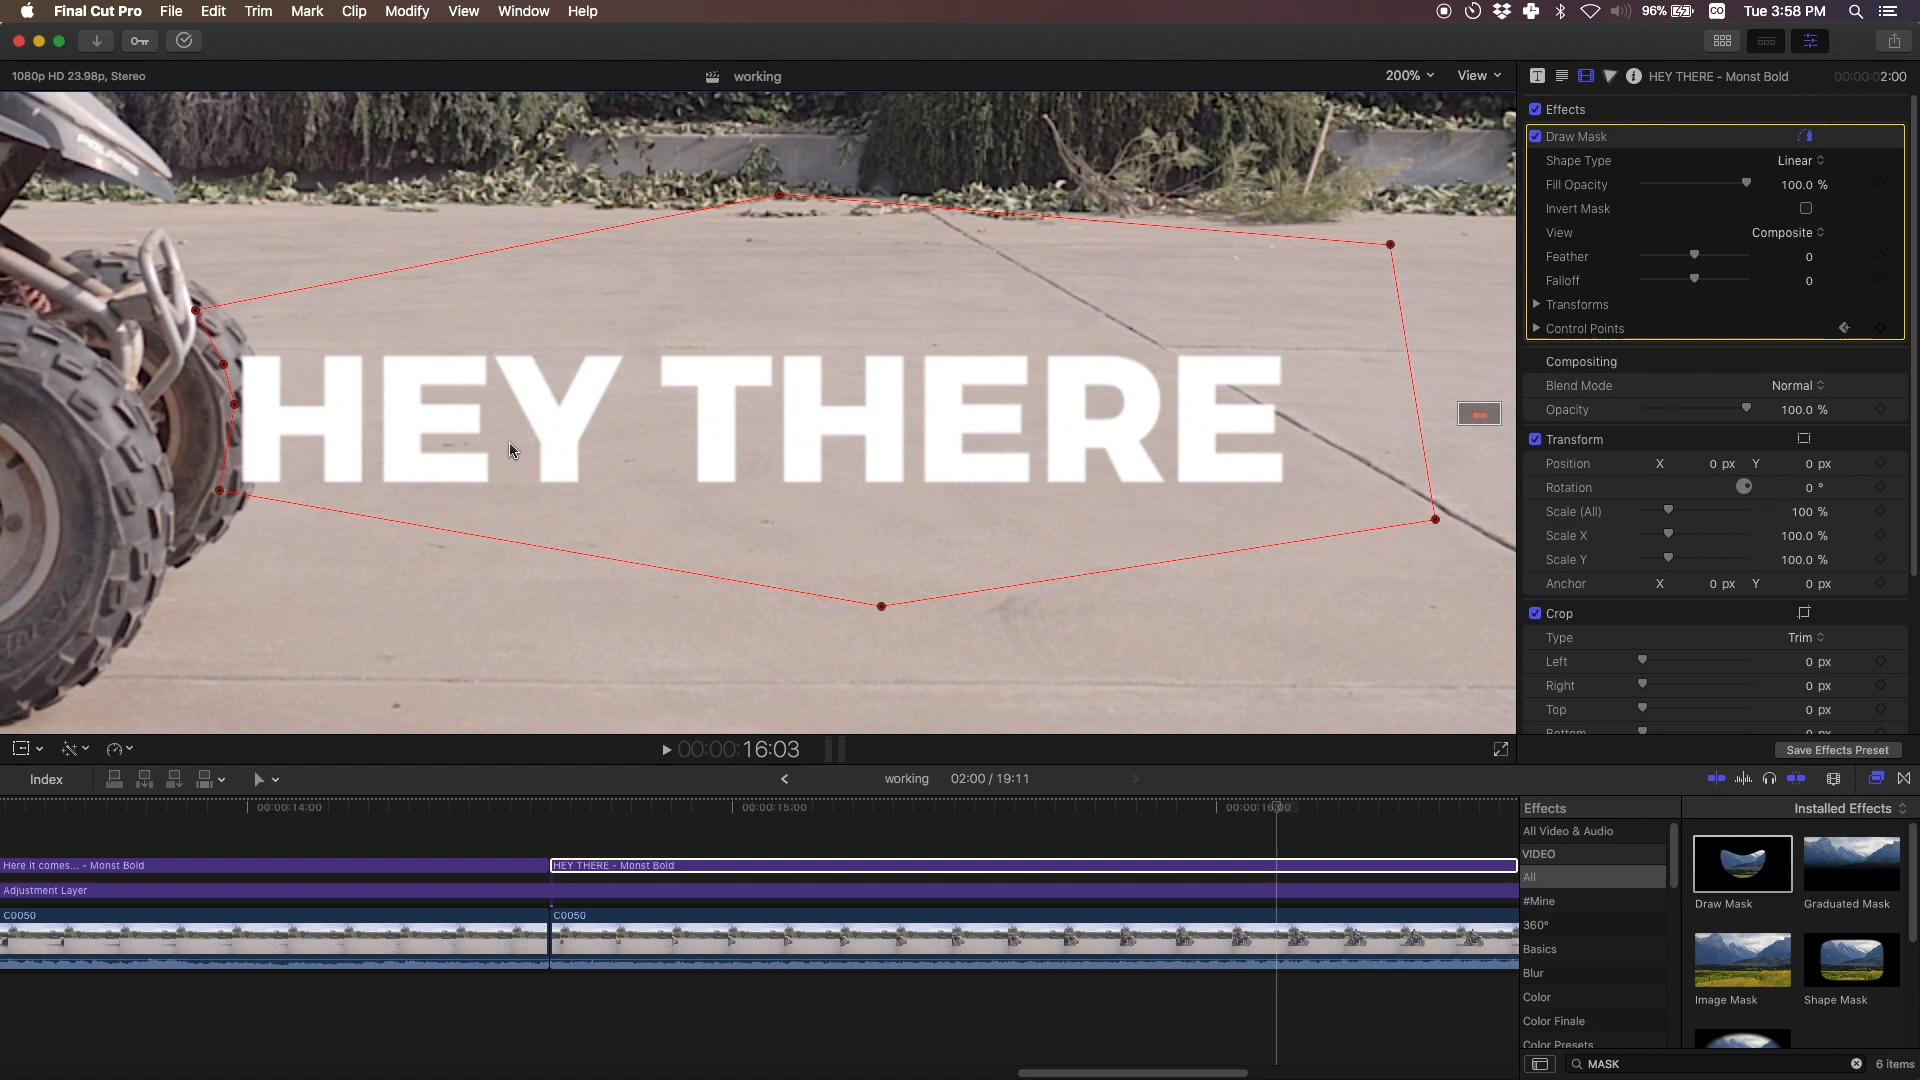 Final Cut Pro File Edit Trim Mark Clip Modify View Window Help 96% Tue 3:58 PM
1080p HD 23.98p, Stereo working 200% View HEY THERE - Monst Bold 00:00:02:00
POLARIS
HEY THERE
Effects
Draw Mask
Shape Type Linear
Fill Opacity 100.0 %
Invert Mask
View Composite
Feather 0
Falloff 0
Transforms
Control Points
Compositing
Blend Mode Normal
Opacity 100.0 %
Transform
Position X 0 px Y 0 px
Rotation 0 °
Scale (All) 100 %
Scale X 100.0 %
Scale Y 100.0 %
Anchor X 0 px Y 0 px
Crop
Type Trim
Left 0 px
Right 0 px
Top 0 px
Bottom 0 px
00:00:16:03
Save Effects Preset
Index working 02:00 / 19:11
00:00:14:00 00:00:15:00 00:00:16:00
Here it comes... - Monst Bold HEY THERE - Monst Bold
Adjustment Layer
C0050 C0050
Effects Installed Effects
All Video & Audio
VIDEO
All
#Mine
360°
Basics
Blur
Color
Color Finale
Color Presets
Draw Mask Graduated Mask
Image Mask Shape Mask
MASK 6 items